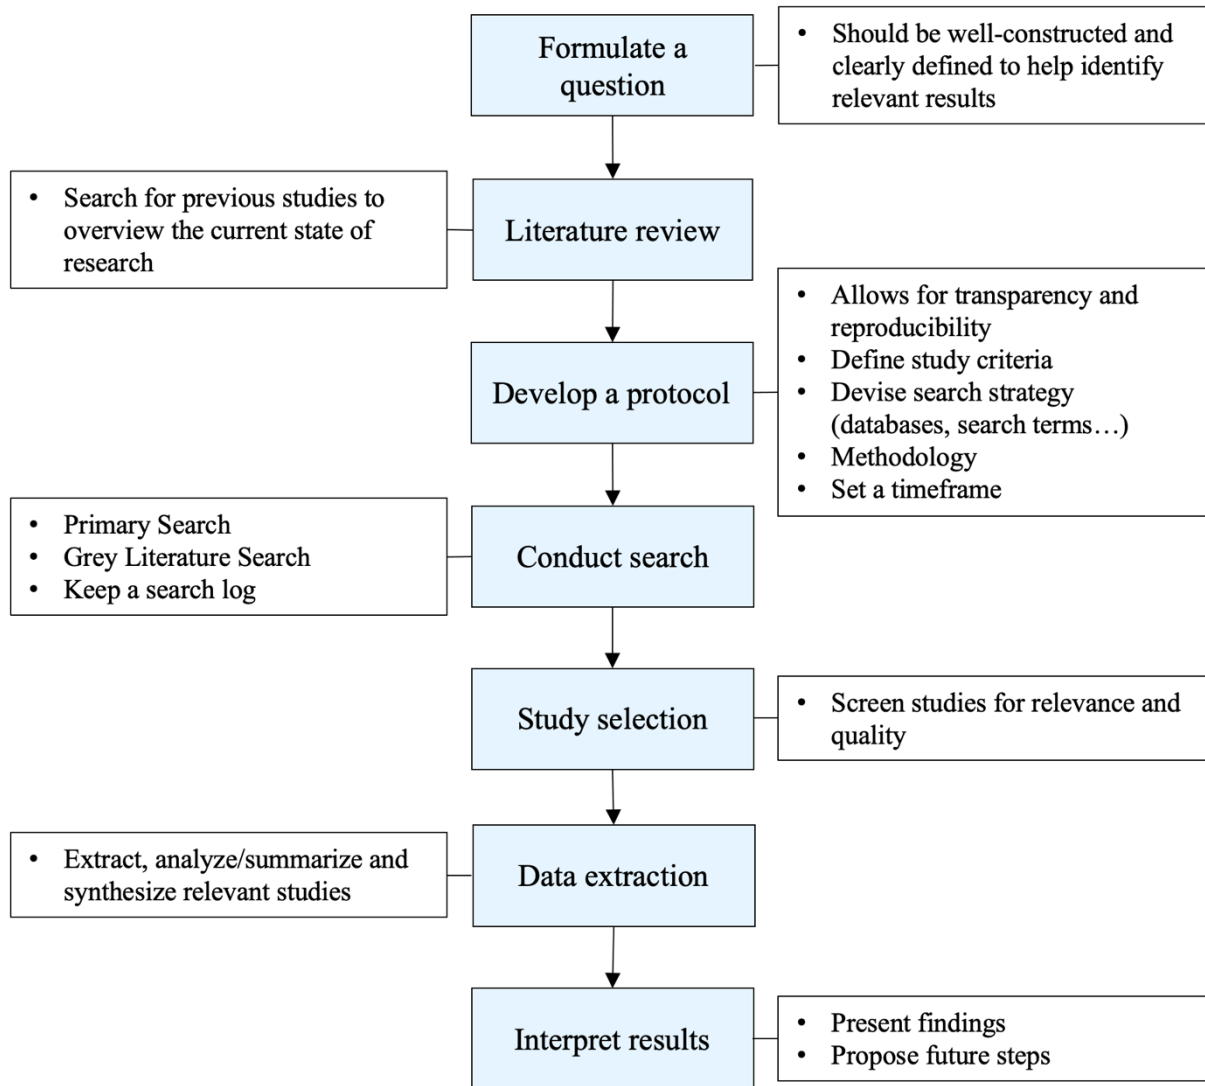 Formulate a
question
• Should be well-constructed and
clearly defined to help identify
relevant results
• Search for previous studies to
overview the current state of
research
Literature review
• Allows for transparency and
reproducibility
• Define study criteria
• Devise search strategy
(databases, search terms…)
• Methodology
• Set a timeframe
Develop a protocol
• Primary Search
• Grey Literature Search
• Keep a search log
Conduct search
Study selection
• Screen studies for relevance and
quality
• Extract, analyze/summarize and
synthesize relevant studies
Data extraction
Interpret results
• Present findings
• Propose future steps